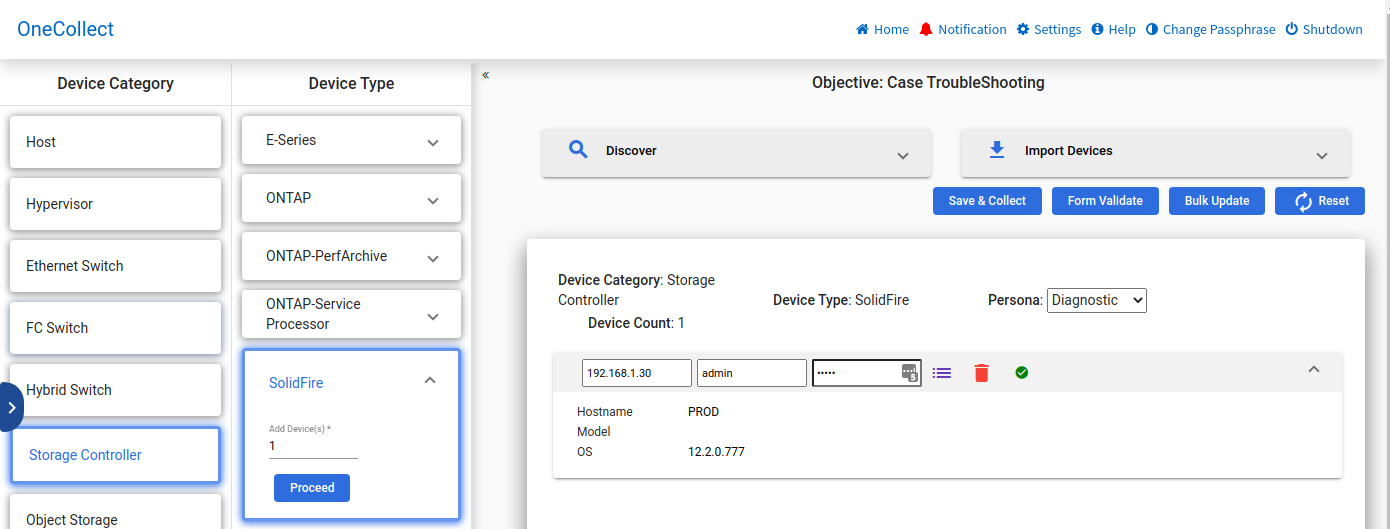 OneCollect
Home Notification Settings Help Change Passphrase Shutdown
Device Category
Host
Hypervisor
Ethernet Switch
FC Switch
Hybrid Switch
Storage Controller
Object Storage
Device Type
E-Series
ONTAP
ONTAP-PerfArchive
ONTAP-Service
Processor
SolidFire
Add Device(s) *
1
Proceed
«
Objective: Case TroubleShooting
Discover
Import Devices
Save & Collect Form Validate Bulk Update Reset
Device Category: Storage
Controller
Device Type: SolidFire
Persona: Diagnostic
Device Count: 1
192.168.1.30 admin •••••
Hostname PROD
Model
OS 12.2.0.777